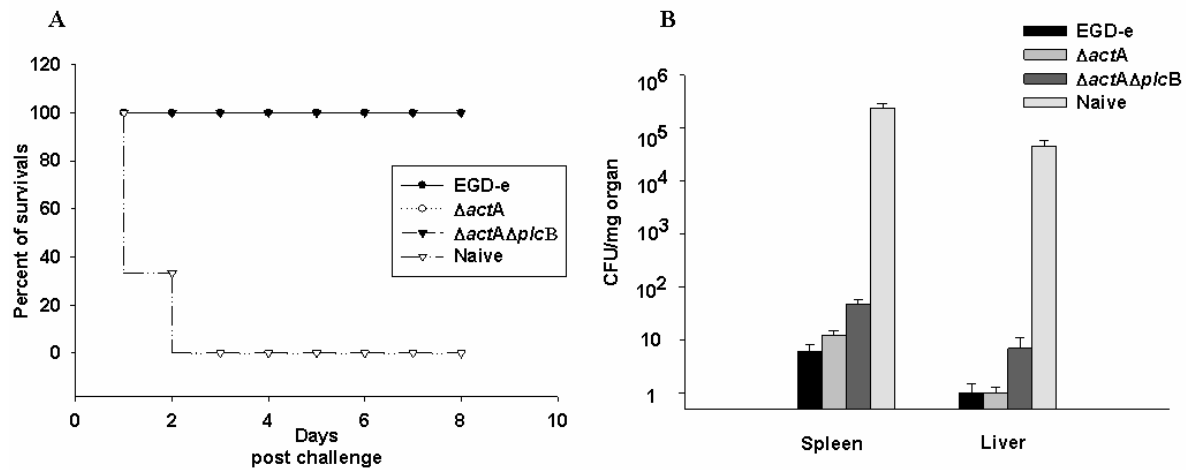 A
120
100
80
60
40
20
0
Percent of survivals
0
2
4
6
8
10
Days
post challenge
EGD-e
ΔactA
ΔactAΔplcB
Naive
B
EGD-e
ΔactA
ΔactAΔplcB
Naive
10⁶
10⁵
10⁴
10³
10²
10
1
CFU/mg organ
Spleen
Liver